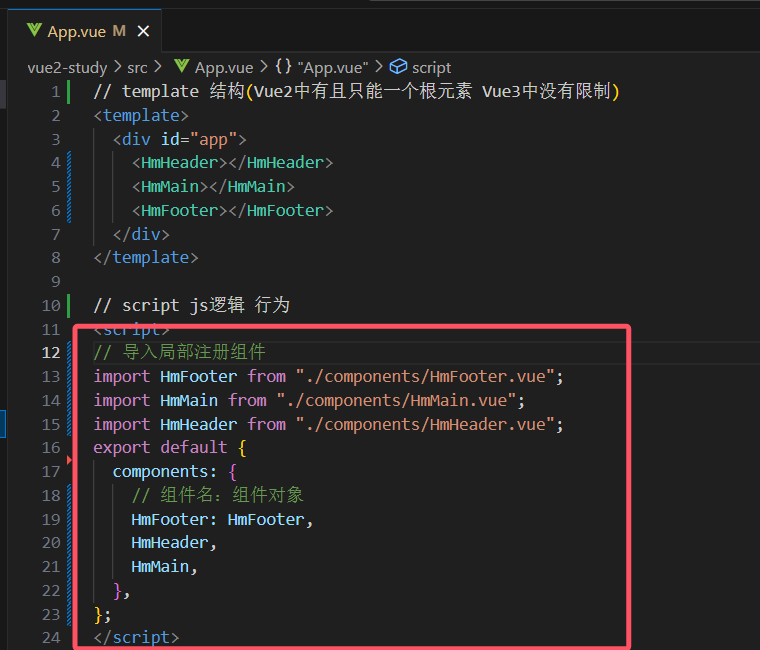 App.vue M ×
vue2-study > src > App.vue > {} "App.vue" > script
1 // template 结构(Vue2中有且只能一个根元素 Vue3中没有限制)
2 <template>
3 <div id="app">
4 <HmHeader></HmHeader>
5 <HmMain></HmMain>
6 <HmFooter></HmFooter>
7 </div>
8 </template>
9
10 // script js逻辑 行为
11 <script>
12 // 导入局部注册组件
13 import HmFooter from "./components/HmFooter.vue";
14 import HmMain from "./components/HmMain.vue";
15 import HmHeader from "./components/HmHeader.vue";
16 export default {
17 components: {
18 // 组件名：组件对象
19 HmFooter: HmFooter,
20 HmHeader,
21 HmMain,
22 },
23 };
24 </script>